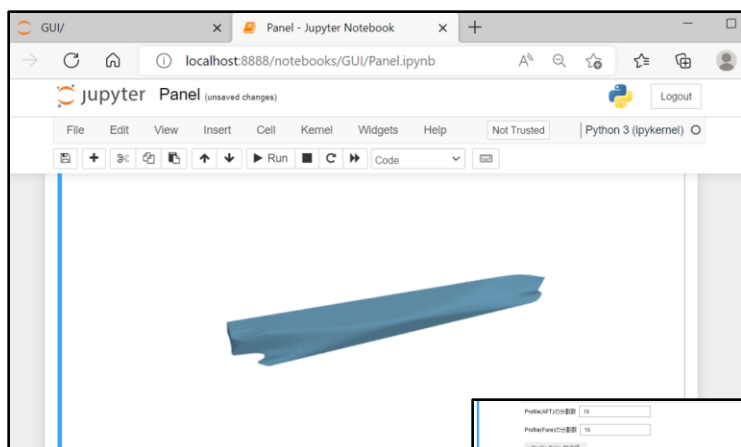 GUI/
Panel - Jupyter Notebook
localhost:8888/notebooks/GUI/Panel.ipynb
jupyter Panel (unsaved changes)
Logout
File Edit View Insert Cell Kernel Widgets Help Not Trusted Python 3 (ipykernel)
Run Code
Profile(AFT)の分割数 10
Profile(Fore)の分割数 10